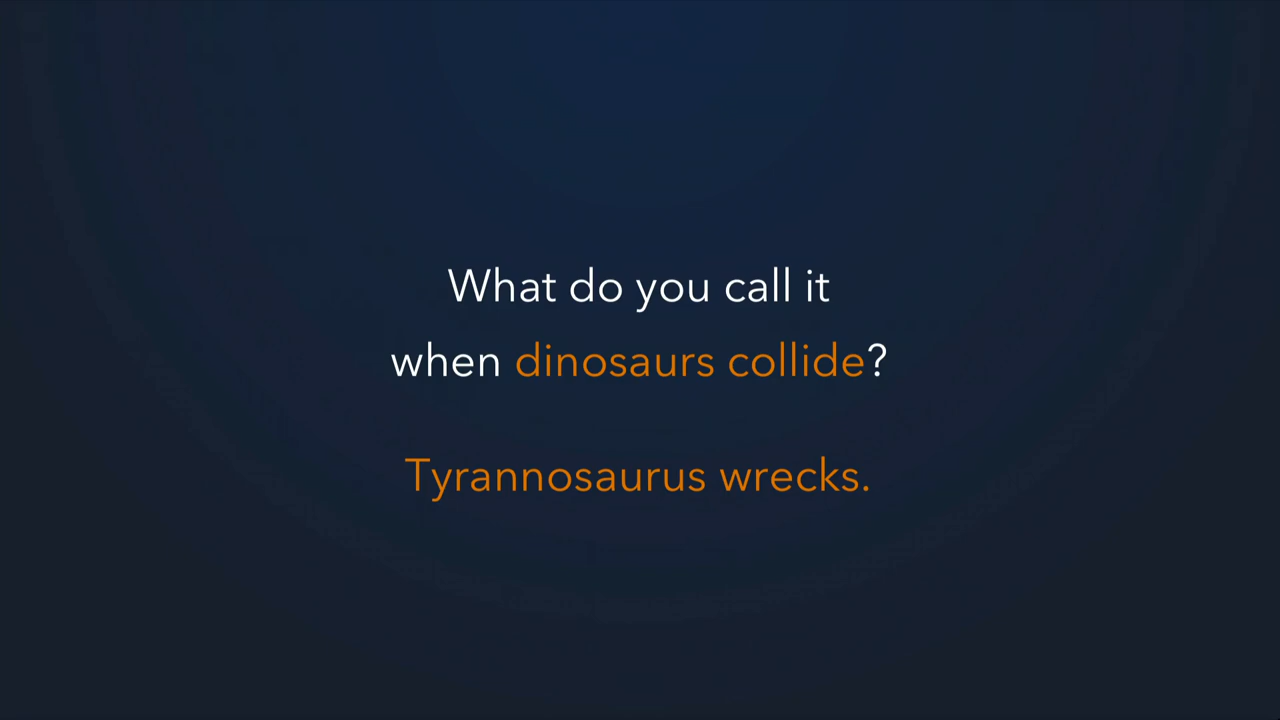 What do you call it
when dinosaurs collide?
Tyrannosaurus wrecks.